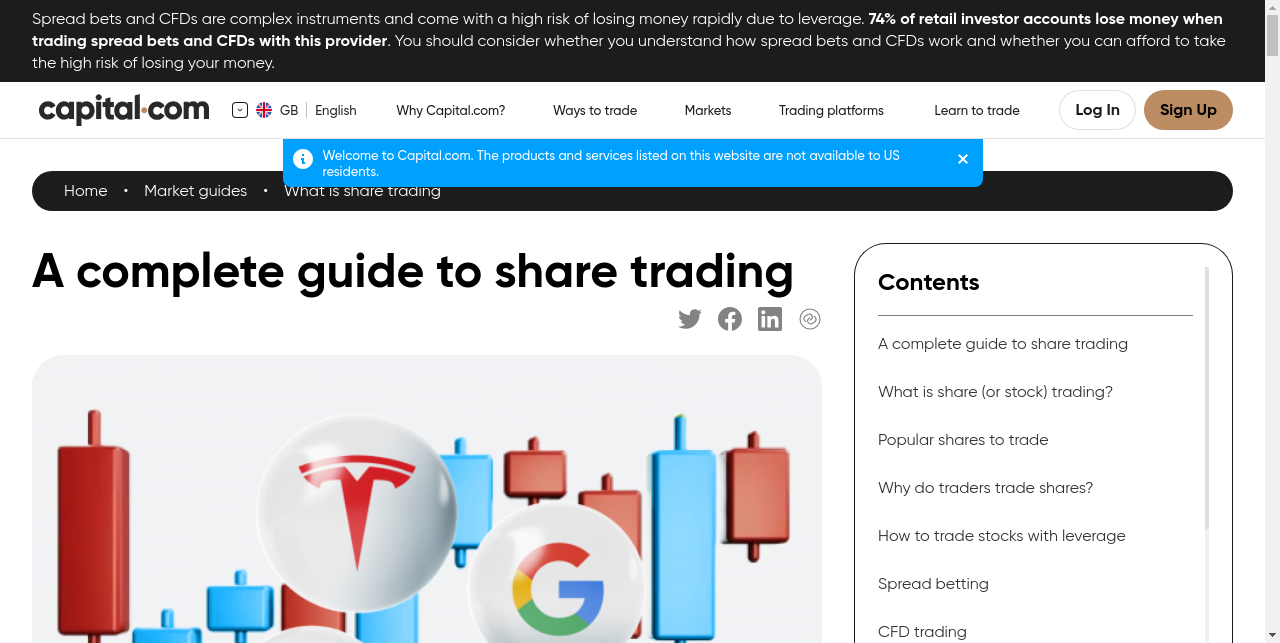 Spread bets and CFDs are complex instruments and come with a high risk of losing money rapidly due to leverage. 74% of retail investor accounts lose money when
trading spread bets and CFDs with this provider. You should consider whether you understand how spread bets and CFDs work and whether you can afford to take
the high risk of losing your money.
capital.com
GB
English
Why Capital.com?
Ways to trade
Markets
Trading platforms
Learn to trade
Log In
Sign Up
Welcome to Capital.com. The products and services listed on this website are not available to US
residents.
Home • Market guides • What is share trading
A complete guide to share trading
Contents
A complete guide to share trading
What is share (or stock) trading?
Popular shares to trade
Why do traders trade shares?
How to trade stocks with leverage
Spread betting
CFD trading